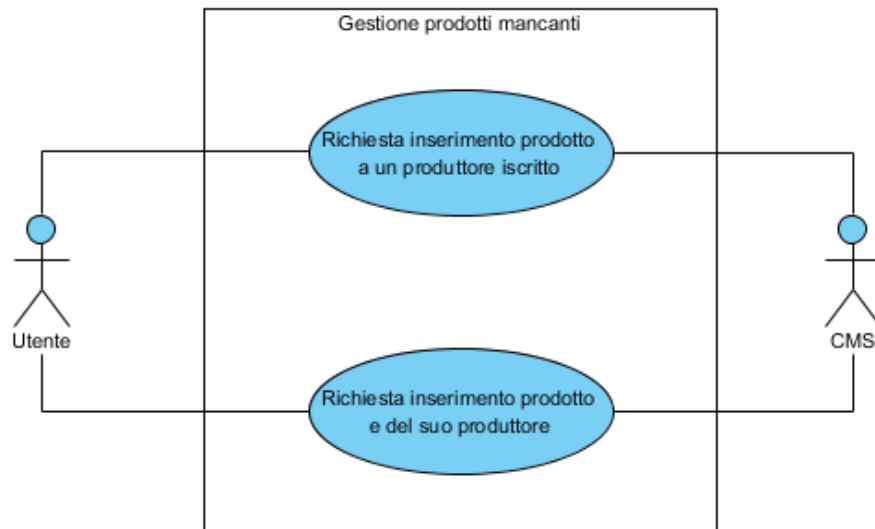 Gestione prodotti mancanti
Richiesta inserimento prodotto
a un produttore iscritto
Utente
CMS
Richiesta inserimento prodotto
e del suo produttore